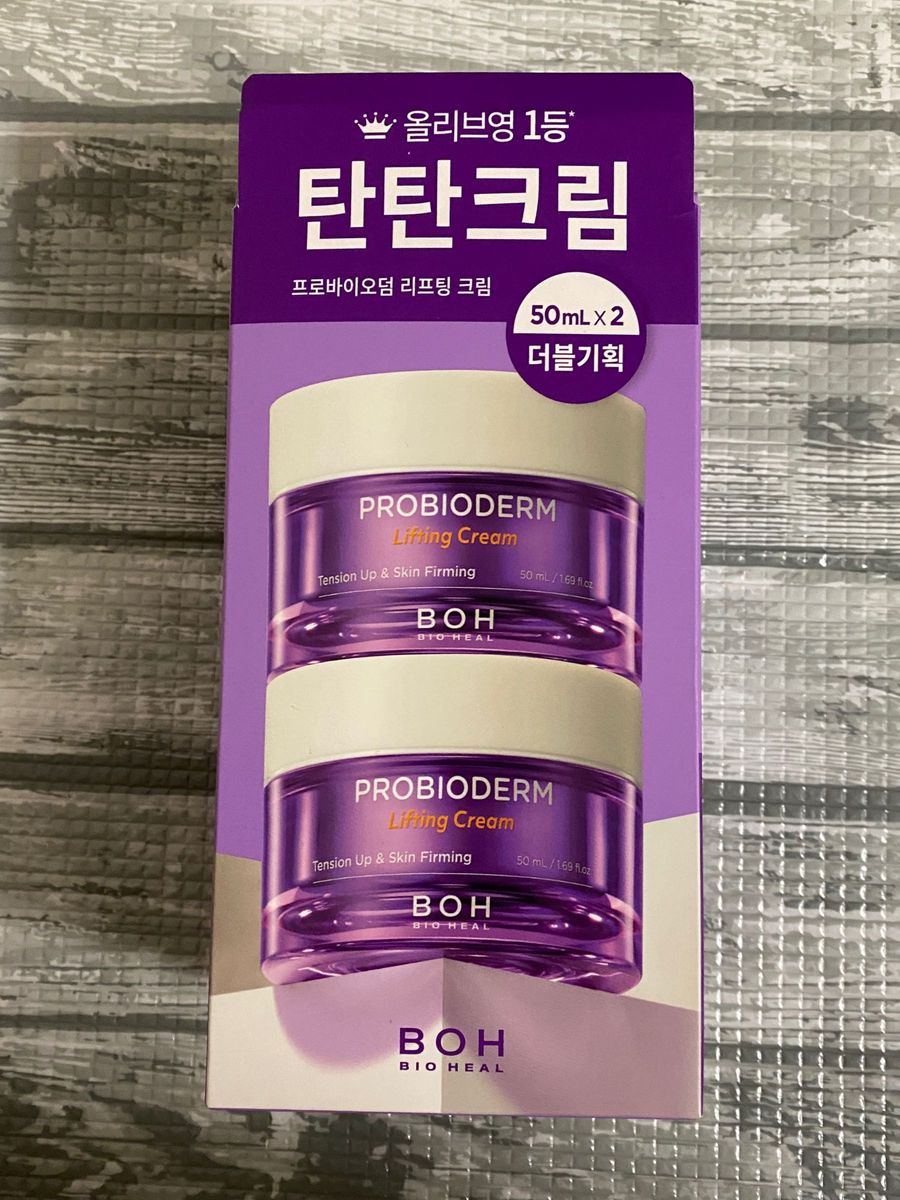 올리브영 1등*
탄탄크림
프로바이오덤 리프팅 크림
50mL X 2
더블기획
PROBIODERM
Lifting Cream
Tension Up & Skin Firming 50 mL / 1.69 fl.oz
BOH
BIO HEAL
PROBIODERM
Lifting Cream
Tension Up & Skin Firming 50 mL / 1.69 fl.oz
BOH
BIO HEAL
BOH
BIO HEAL